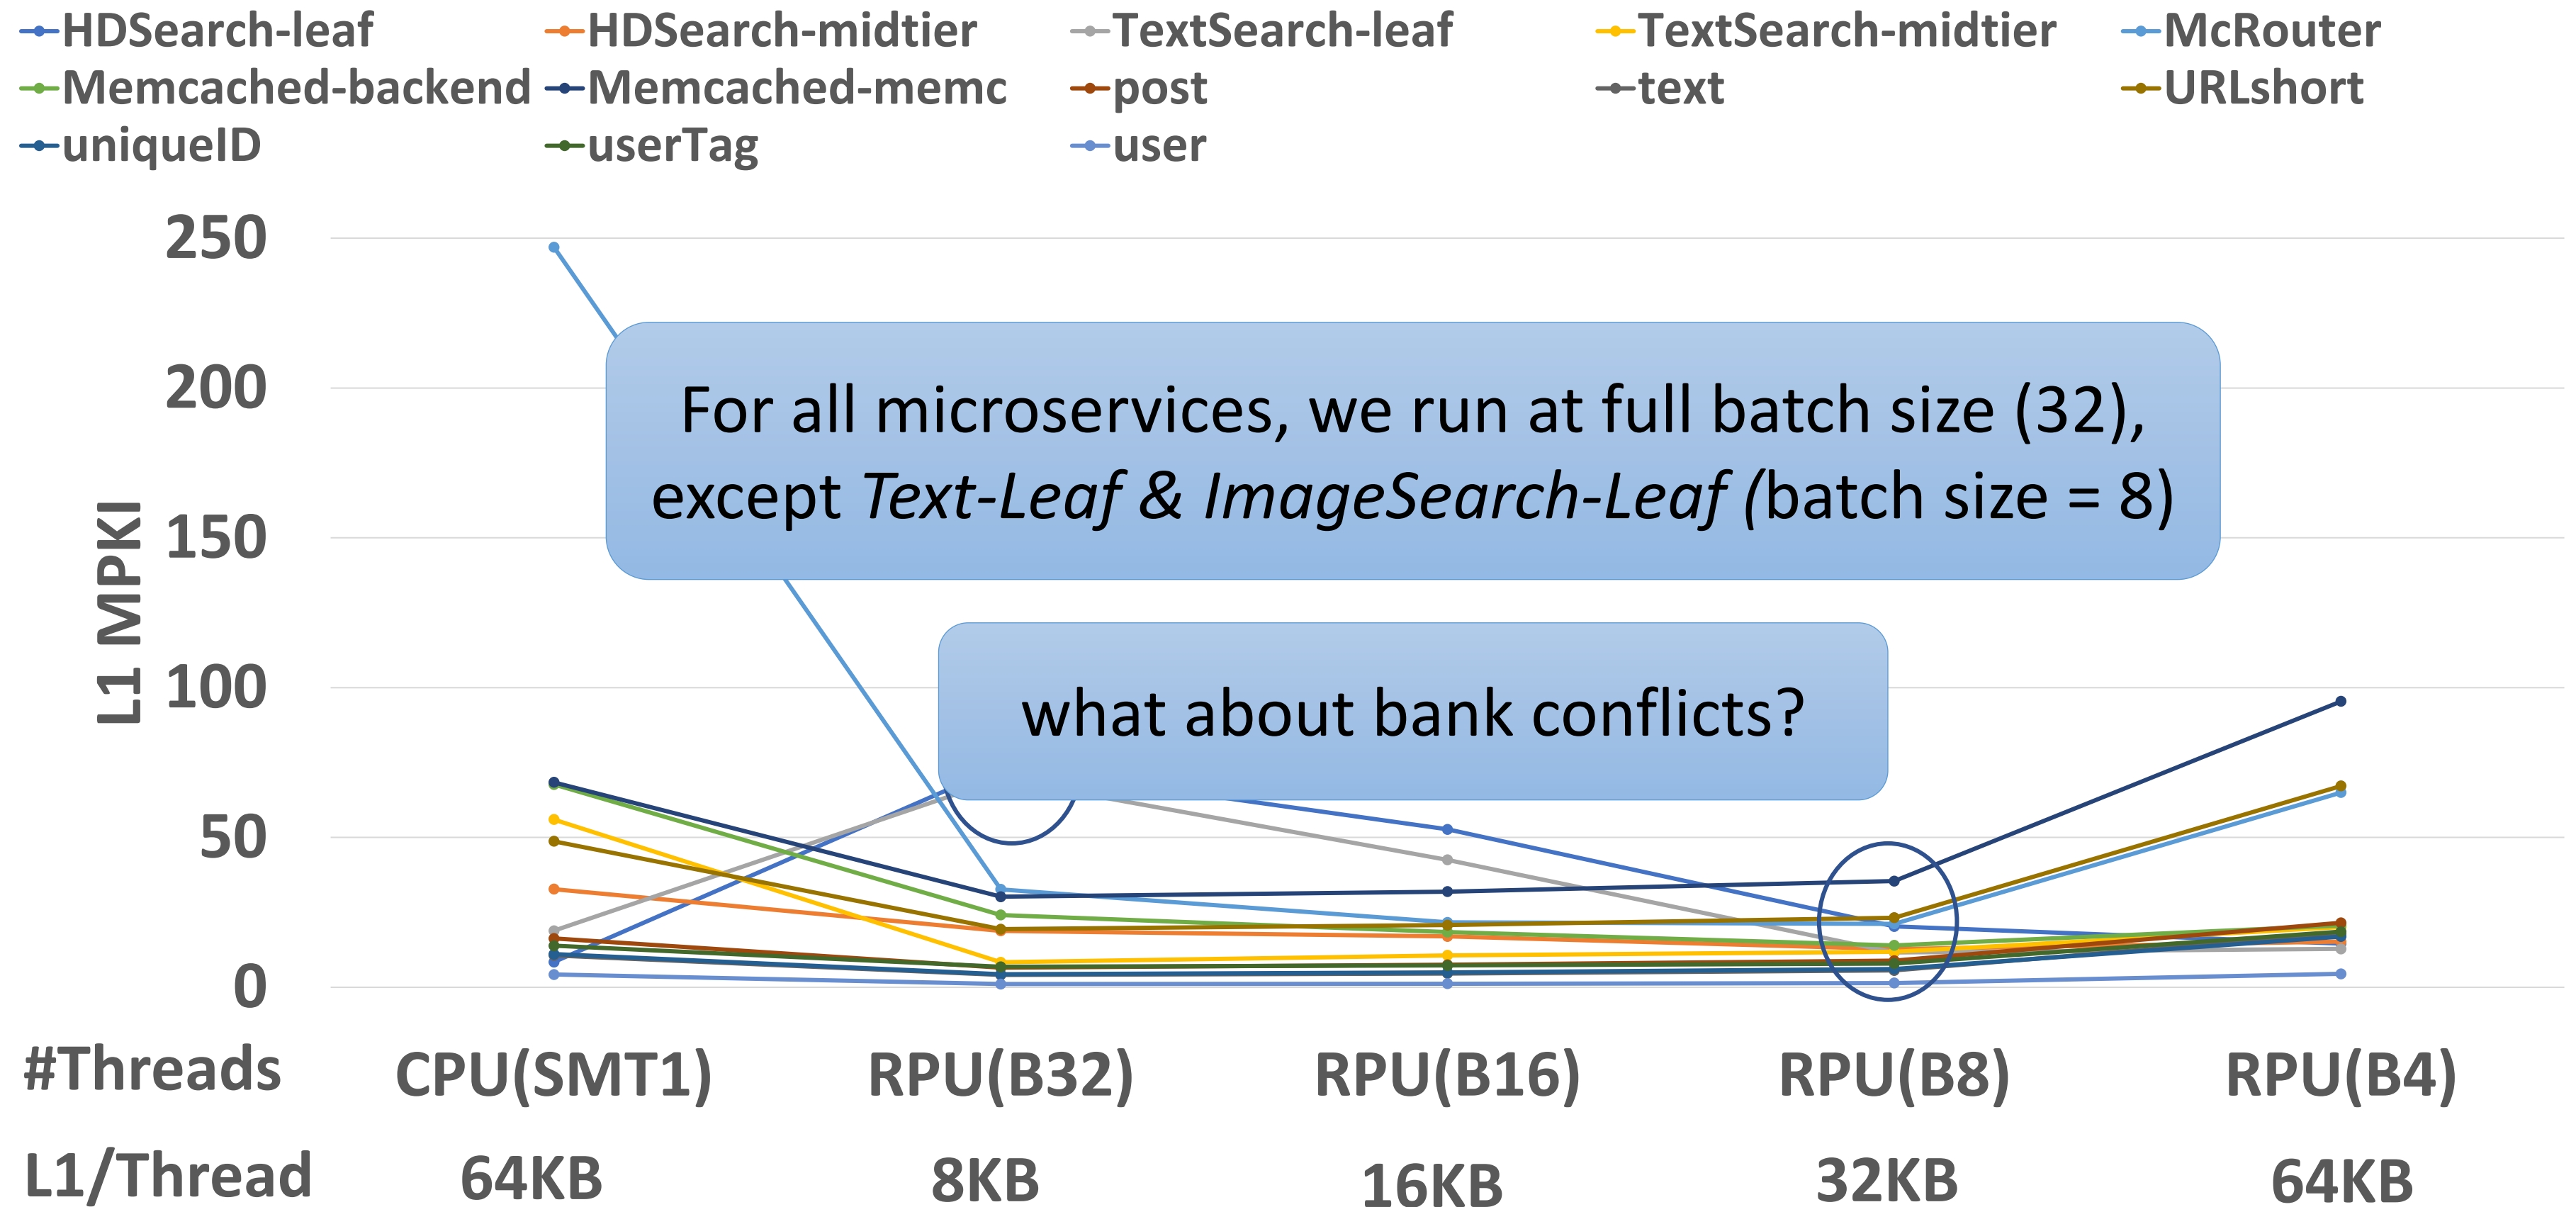 HDSearch-leaf HDSearch-midtier TextSearch-leaf TextSearch-midtier McRouter
Memcached-backend Memcached-memc post text URLshort
uniqueID userTag user
250
200
150
100
50
0
L1 MPKI
For all microservices, we run at full batch size (32),
except Text-Leaf & ImageSearch-Leaf (batch size = 8)
what about bank conflicts?
#Threads CPU(SMT1) RPU(B32) RPU(B16) RPU(B8) RPU(B4)
L1/Thread 64KB 8KB 16KB 32KB 64KB